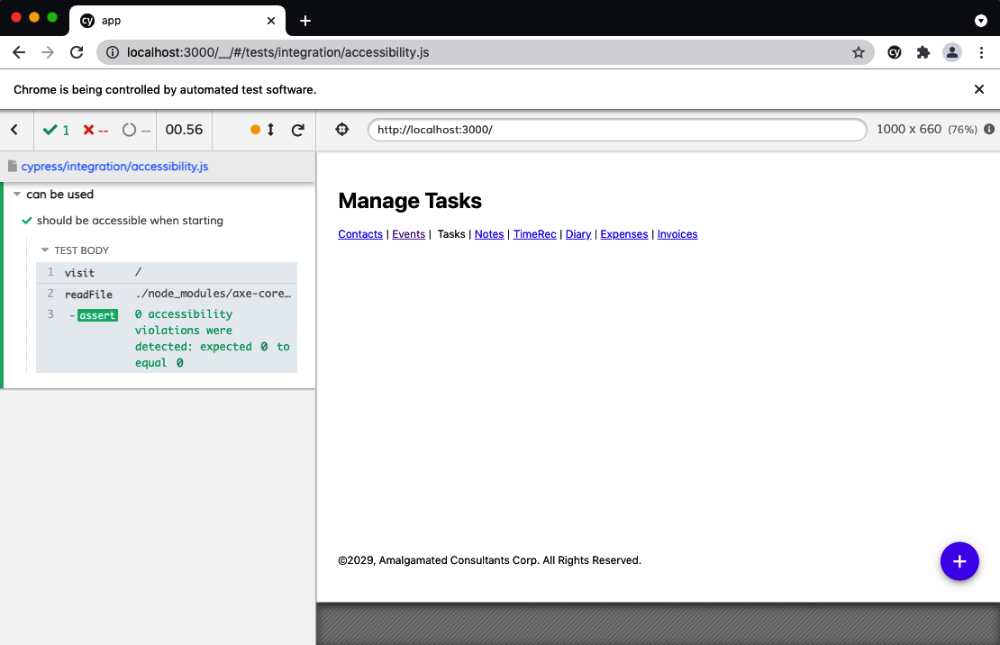 cy app
localhost:3000/__/#/tests/integration/accessibility.js
cy
Chrome is being controlled by automated test software.
1 -- -- 00.56
http://localhost:3000/
1000 x 660 (76%)
cypress/integration/accessibility.js
can be used
should be accessible when starting
TEST BODY
1 visit /
2 readFile ./node_modules/axe-core…
3 -assert 0 accessibility
violations were
detected: expected 0 to
equal 0
Manage Tasks
Contacts | Events | Tasks | Notes | TimeRec | Diary | Expenses | Invoices
©2029, Amalgamated Consultants Corp. All Rights Reserved.
+